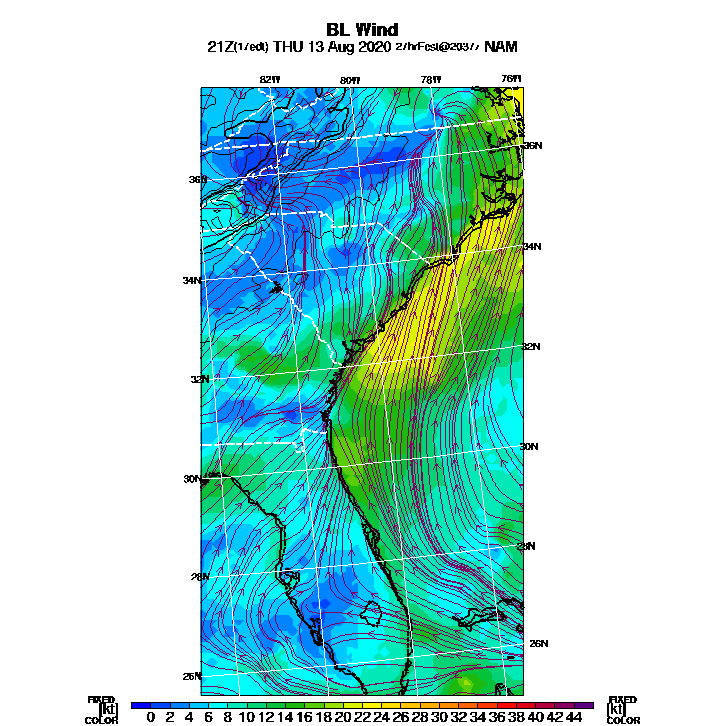 BL Wind
21Z(17edt) THU 13 Aug 2020 27hrFcst@2037z NAM
82W 80W 78W 76W
36N
36N
34N
34N
32N
32N
30N
30N
28N
28N
26N
26N
FIXED FIXED
[kt] 0 2 4 6 8 10 12 14 16 18 20 22 24 26 28 30 32 34 36 38 40 42 44 [kt]
COLOR COLOR